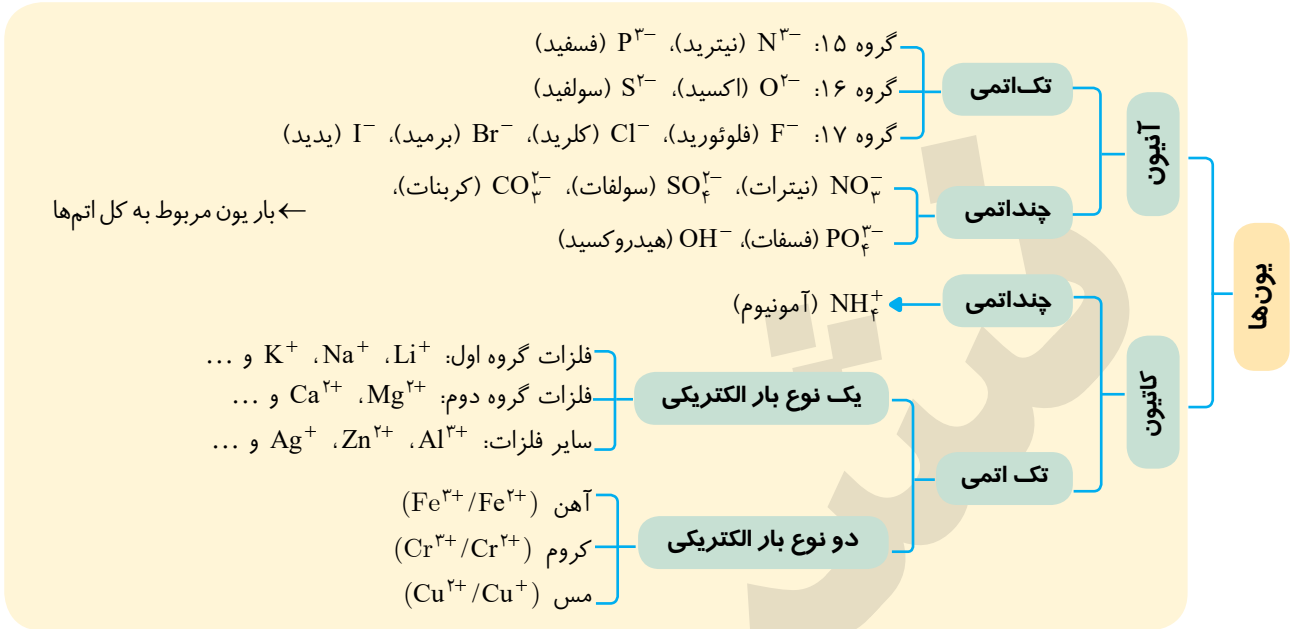 یون‌ها
آنیون
تک‌اتمی
گروه ۱۵: N³⁻ (نیترید)، P³⁻ (فسفید)
گروه ۱۶: O²⁻ (اکسید)، S²⁻ (سولفید)
گروه ۱۷: F⁻ (فلوئورید)، Cl⁻ (کلرید)، Br⁻ (برمید)، I⁻ (یدید)
چنداتمی
NO₃⁻ (نیترات)، SO₄²⁻ (سولفات)، CO₃²⁻ (کربنات)،
PO₄³⁻ (فسفات)، OH⁻ (هیدروکسید)
← بار یون مربوط به کل اتم‌ها
کاتیون
چنداتمی
NH₄⁺ (آمونیوم)
تک اتمی
یک نوع بار الکتریکی
فلزات گروه اول: Li⁺، Na⁺، K⁺ و ...
فلزات گروه دوم: Mg²⁺، Ca²⁺ و ...
سایر فلزات: Al³⁺، Zn²⁺، Ag⁺ و ...
دو نوع بار الکتریکی
آهن (Fe³⁺/Fe²⁺)
کروم (Cr³⁺/Cr²⁺)
مس (Cu²⁺/Cu⁺)